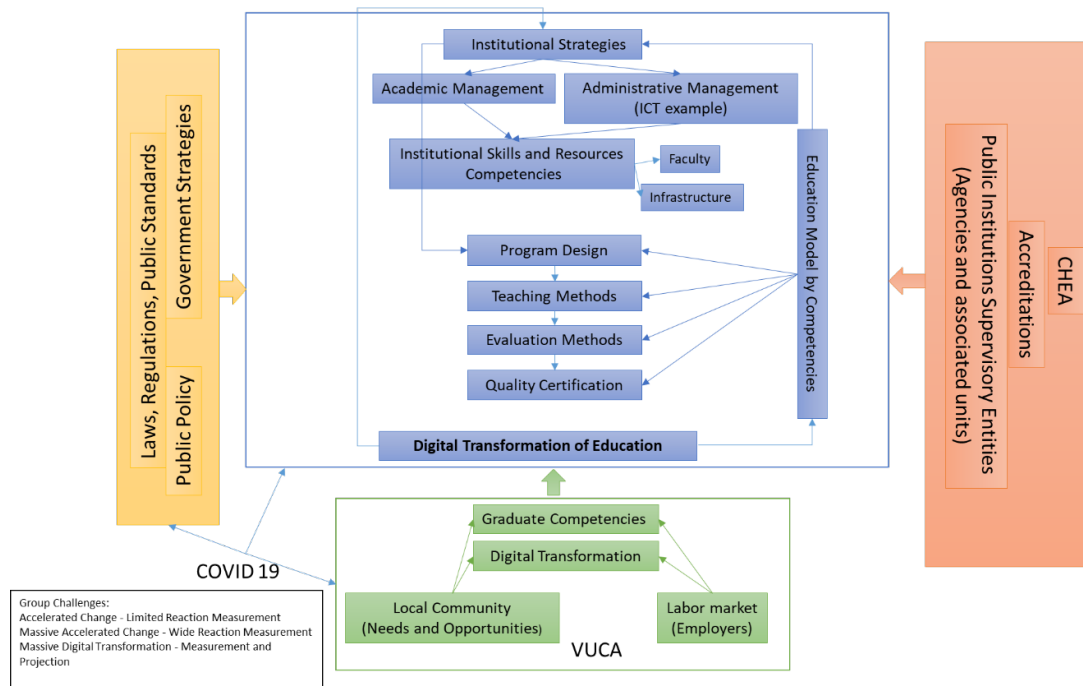 Institutional Strategies
Academic Management
Administrative Management
(ICT example)
Institutional Skills and Resources
Competencies
Faculty
Infrastructure
Program Design
Teaching Methods
Evaluation Methods
Quality Certification
Digital Transformation of Education
Education Model by Competencies
Laws, Regulations, Public Standards
Government Strategies
Public Policy
CHEA
Accreditations
Public Institutions Supervisory Entities
(Agencies and associated units)
Graduate Competencies
Digital Transformation
Local Community
(Needs and Opportunities)
Labor market
(Employers)
VUCA
COVID 19
Group Challenges:
Accelerated Change - Limited Reaction Measurement
Massive Accelerated Change - Wide Reaction Measurement
Massive Digital Transformation - Measurement and
Projection